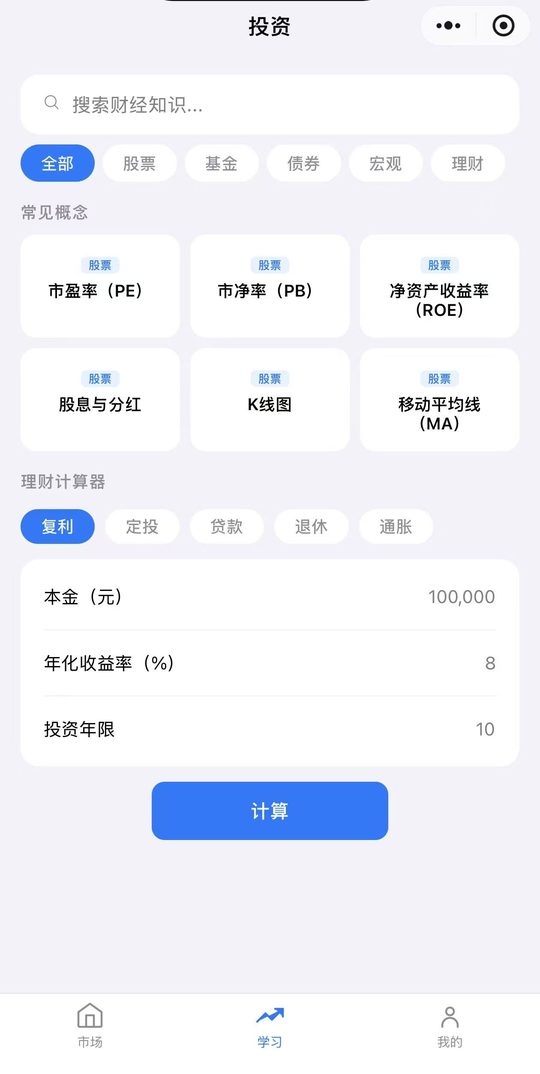 投资
搜索财经知识...
全部 股票 基金 债券 宏观 理财
常见概念
股票 股票 股票
市盈率（PE） 市净率（PB） 净资产收益率
（ROE）
股票 股票 股票
股息与分红 K线图 移动平均线
（MA）
理财计算器
复利 定投 贷款 退休 通胀
本金（元） 100,000
年化收益率（%） 8
投资年限 10
计算
市场 学习 我的